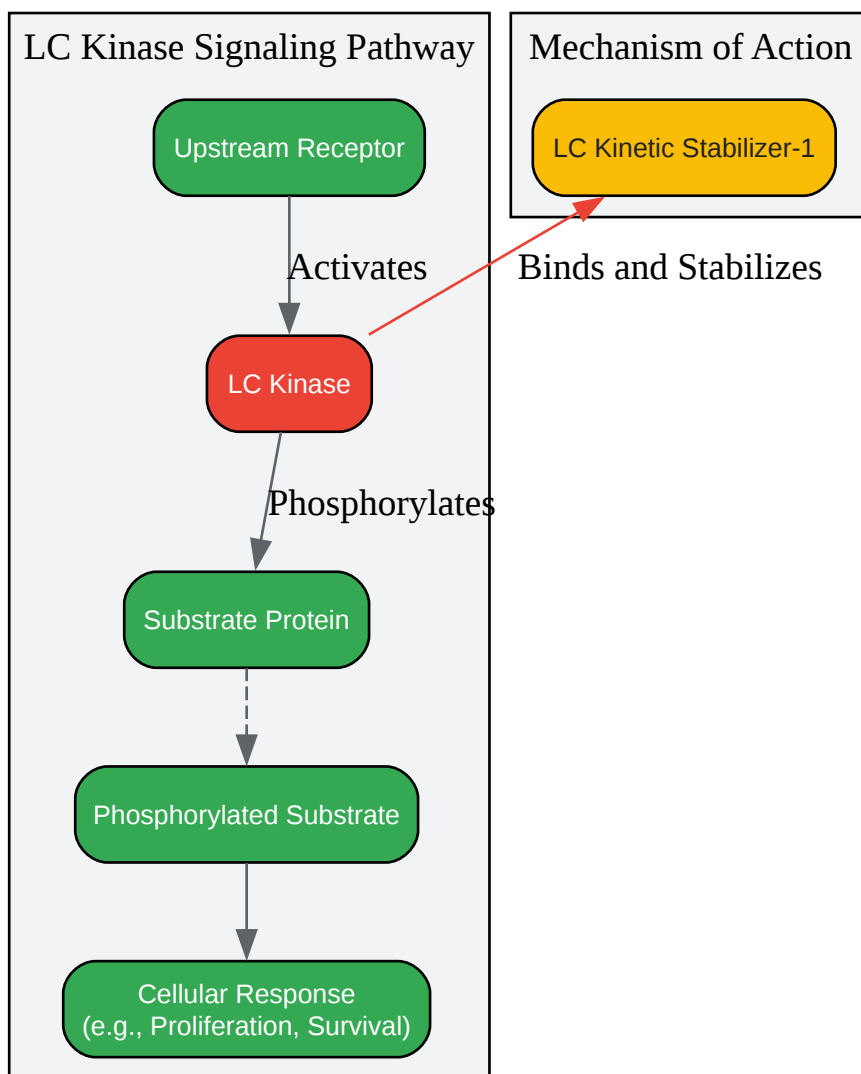 LC Kinase Signaling Pathway
Mechanism of Action
Upstream Receptor
LC Kinetic Stabilizer-1
Activates
Binds and Stabilizes
LC Kinase
Phosphorylates
Substrate Protein
Phosphorylated Substrate
Cellular Response
(e.g., Proliferation, Survival)